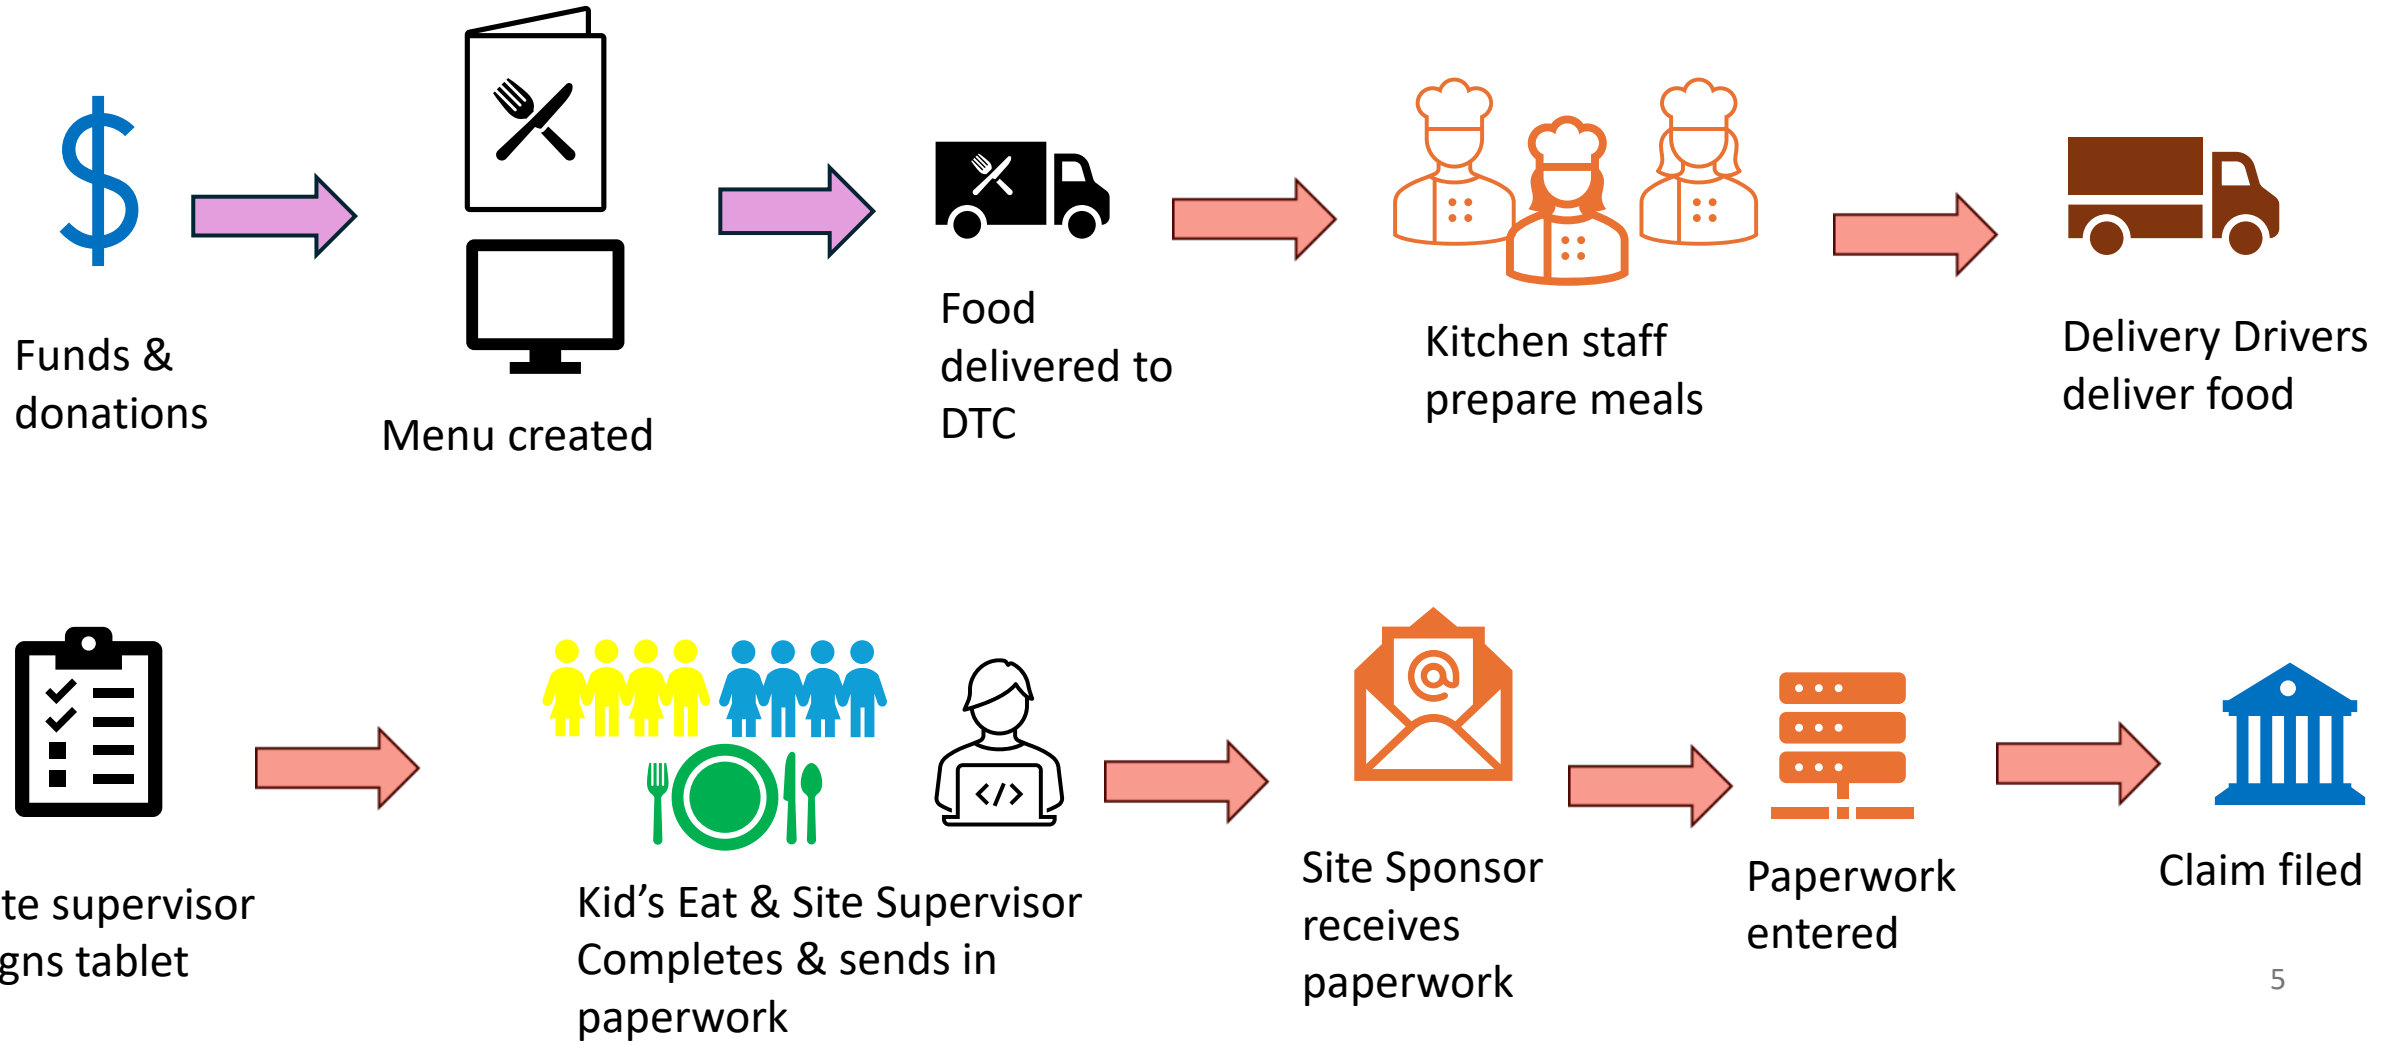 Funds &
donations
Menu created
Food
delivered to
DTC
Kitchen staff
prepare meals
Delivery Drivers
deliver food
te supervisor
gns tablet
Kid’s Eat & Site Supervisor
Completes & sends in
paperwork
@
</>
Site Sponsor
receives
paperwork
Paperwork
entered
Claim filed
5